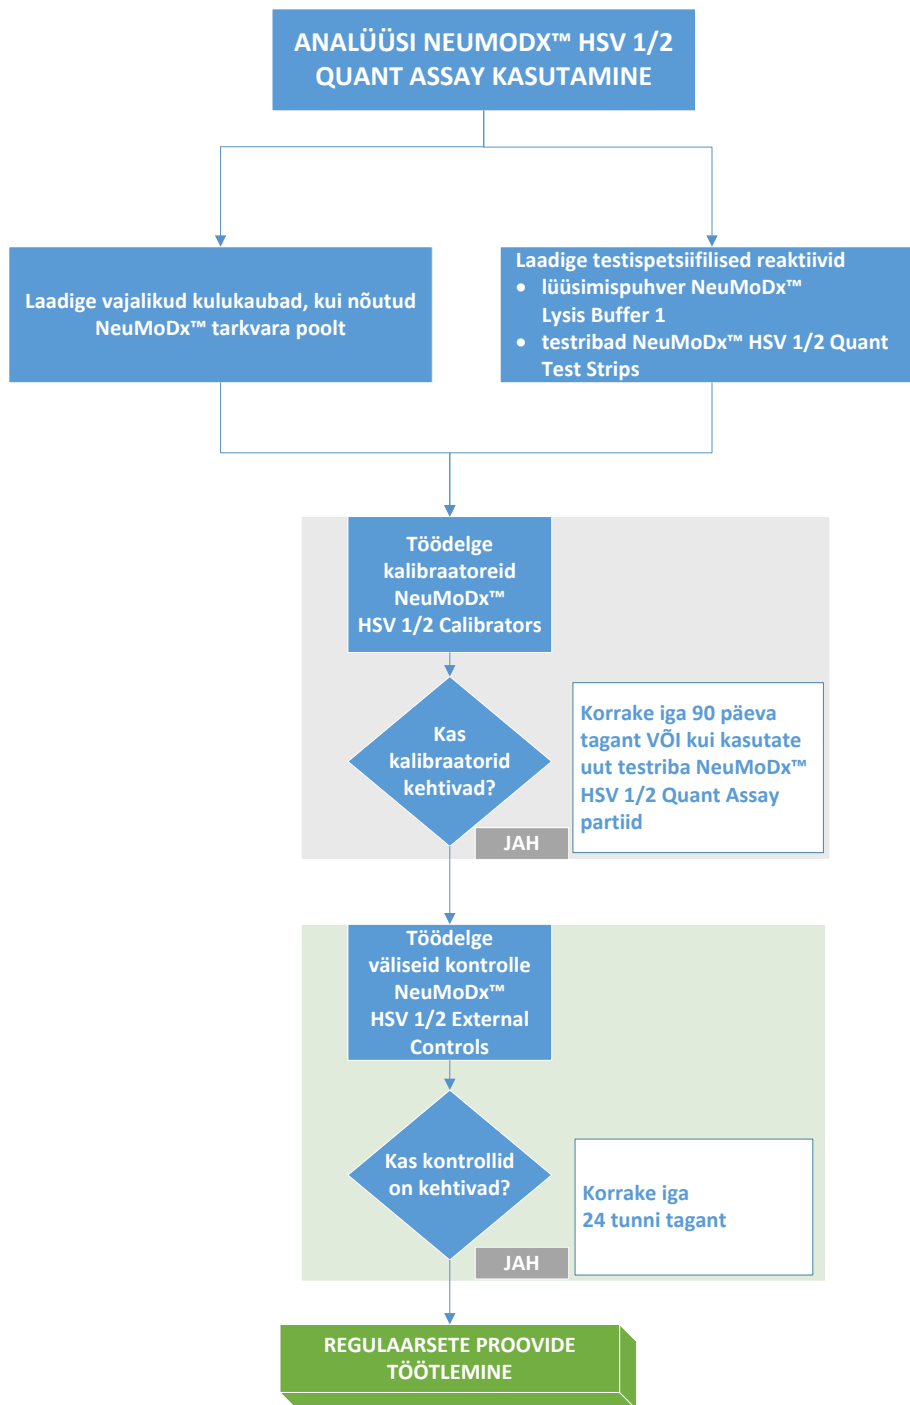 ANALÜÜSI NEUMODX™ HSV 1/2
QUANT ASSAY KASUTAMINE
Laadige vajalikud kulukaubad, kui nõutud
NeuMoDx™ tarkvara poolt
Laadige testispetsiifilised reaktiivid
• lüüsimispuhver NeuMoDx™
Lysis Buffer 1
• testribad NeuMoDx™ HSV 1/2 Quant
Test Strips
Töödelge
kalibraatoreid
NeuMoDx™
HSV 1/2 Calibrators
Kas
kalibraatorid
kehtivad?
Korrake iga 90 päeva
tagant VÕI kui kasutate
uut testriba NeuMoDx™
HSV 1/2 Quant Assay
partiid
JAH
Töödelge
väliseid kontrolle
NeuMoDx™
HSV 1/2 External
Controls
Kas kontrollid
on kehtivad?
Korrake iga
24 tunni tagant
JAH
REGULAARSETE PROOVIDE
TÖÖTLEMINE